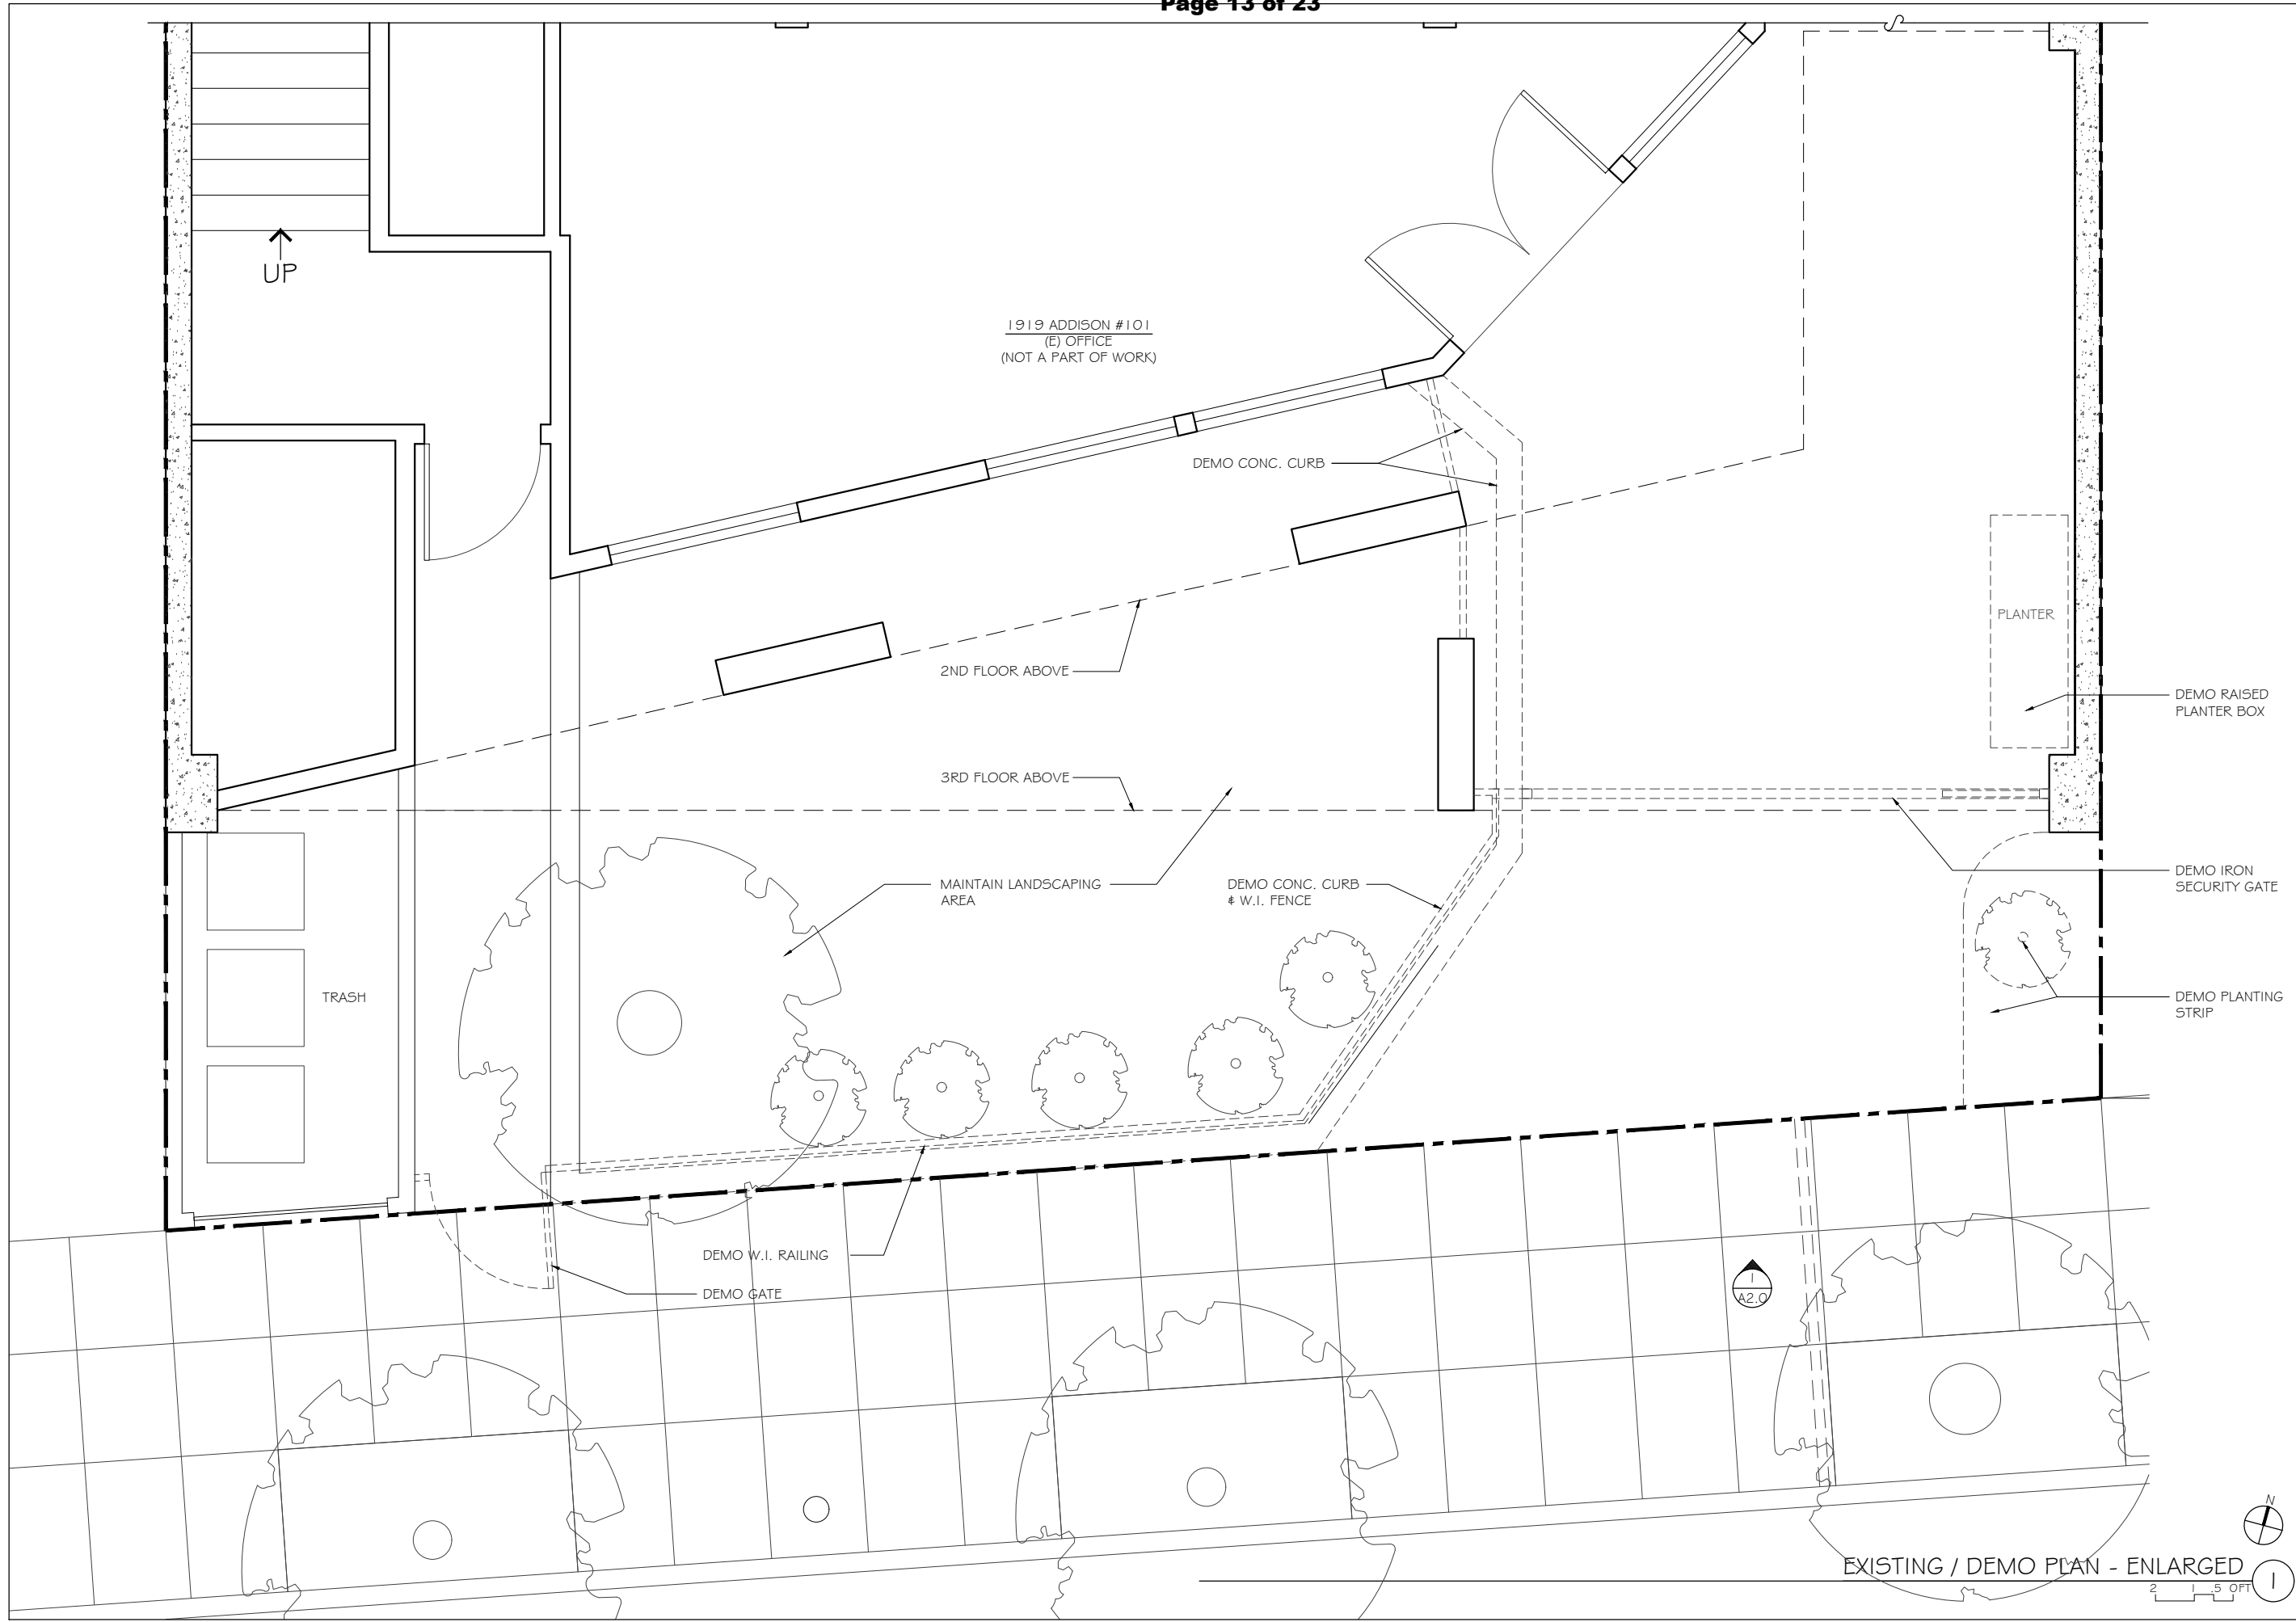 Page 13 of 23
UP
1919 ADDISON #101
(E) OFFICE
(NOT A PART OF WORK)
DEMO CONC. CURB
PLANTER
2ND FLOOR ABOVE
DEMO RAISED
PLANTER BOX
3RD FLOOR ABOVE
MAINTAIN LANDSCAPING
AREA
DEMO CONC. CURB
& W.I. FENCE
DEMO IRON
SECURITY GATE
TRASH
DEMO PLANTING
STRIP
DEMO W.I. RAILING
DEMO GATE
1
A2.0
N
EXISTING / DEMO PLAN - ENLARGED
1
2 1 .5 0FT